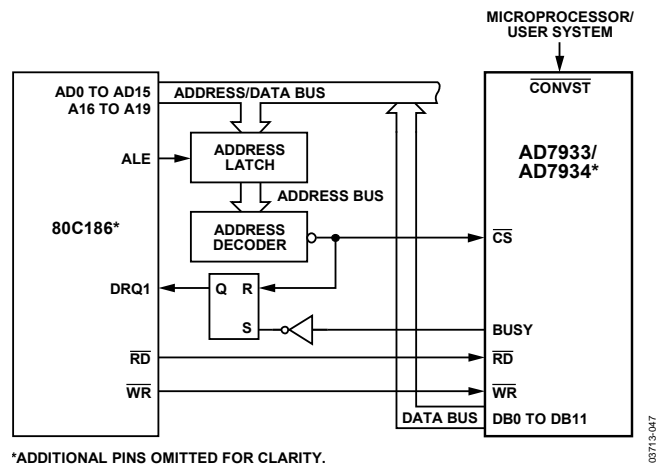 MICROPROCESSOR/
USER SYSTEM
AD0 TO AD15
A16 TO A19
ADDRESS/DATA BUS
CONVST
ALE
ADDRESS
LATCH
AD7933/
AD7934*
ADDRESS BUS
80C186*
ADDRESS
DECODER
CS
DRQ1
Q R
S
BUSY
RD
RD
WR
WR
DATA BUS
DB0 TO DB11
*ADDITIONAL PINS OMITTED FOR CLARITY.
03713-047